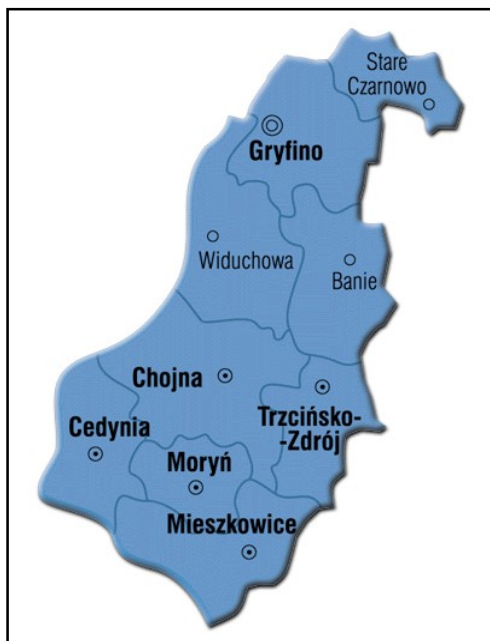 Stare
Czarnowo
Gryfino
Widuchowa
Banie
Chojna
Trzcińsko-
-Zdrój
Cedynia
Moryń
Mieszkowice